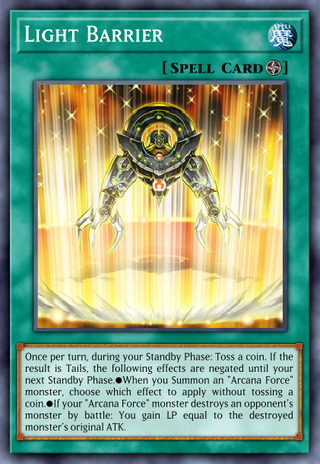 Light Barrier
魔
[Spell Card]
Once per turn, during your Standby Phase: Toss a coin. If the
result is Tails, the following effects are negated until your
next Standby Phase.●When you Summon an "Arcana Force"
monster, choose which effect to apply without tossing a
coin.●If your "Arcana Force" monster destroys an opponent's
monster by battle: You gain LP equal to the destroyed
monster's original ATK.